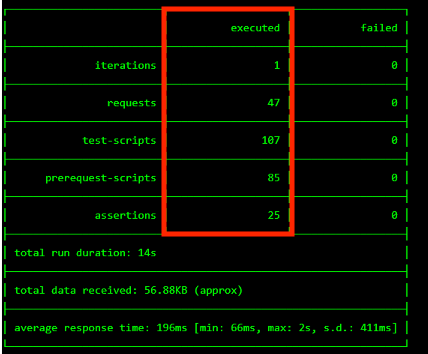 executed failed
iterations 1 0
requests 47 0
test-scripts 107 0
prerequest-scripts 85 0
assertions 25 0
total run duration: 14s
total data received: 56.88KB (approx)
average response time: 196ms [min: 66ms, max: 2s, s.d.: 411ms]